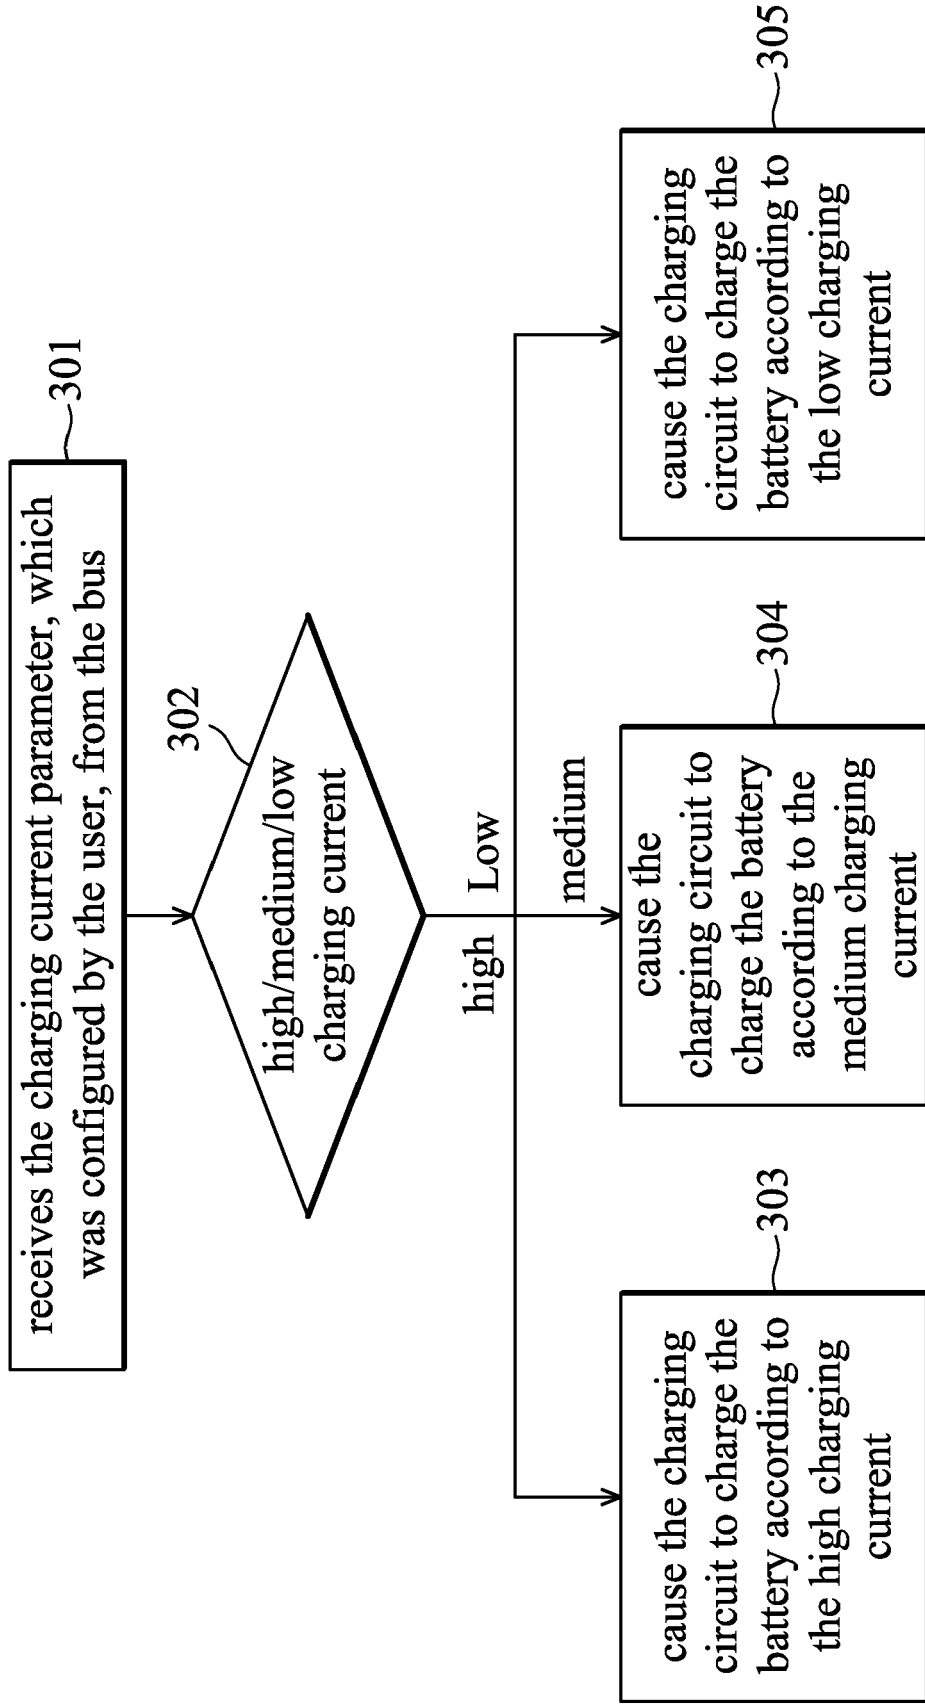 receives the charging current parameter, which
was configured by the user, from the bus
301
302
high/medium/low
charging current
high
Low
medium
cause the charging
circuit to charge the
battery according to
the high charging
current
303
cause the
charging circuit to
charge the battery
according to the
medium charging
current
304
cause the charging
circuit to charge the
battery according to
the low charging
current
305